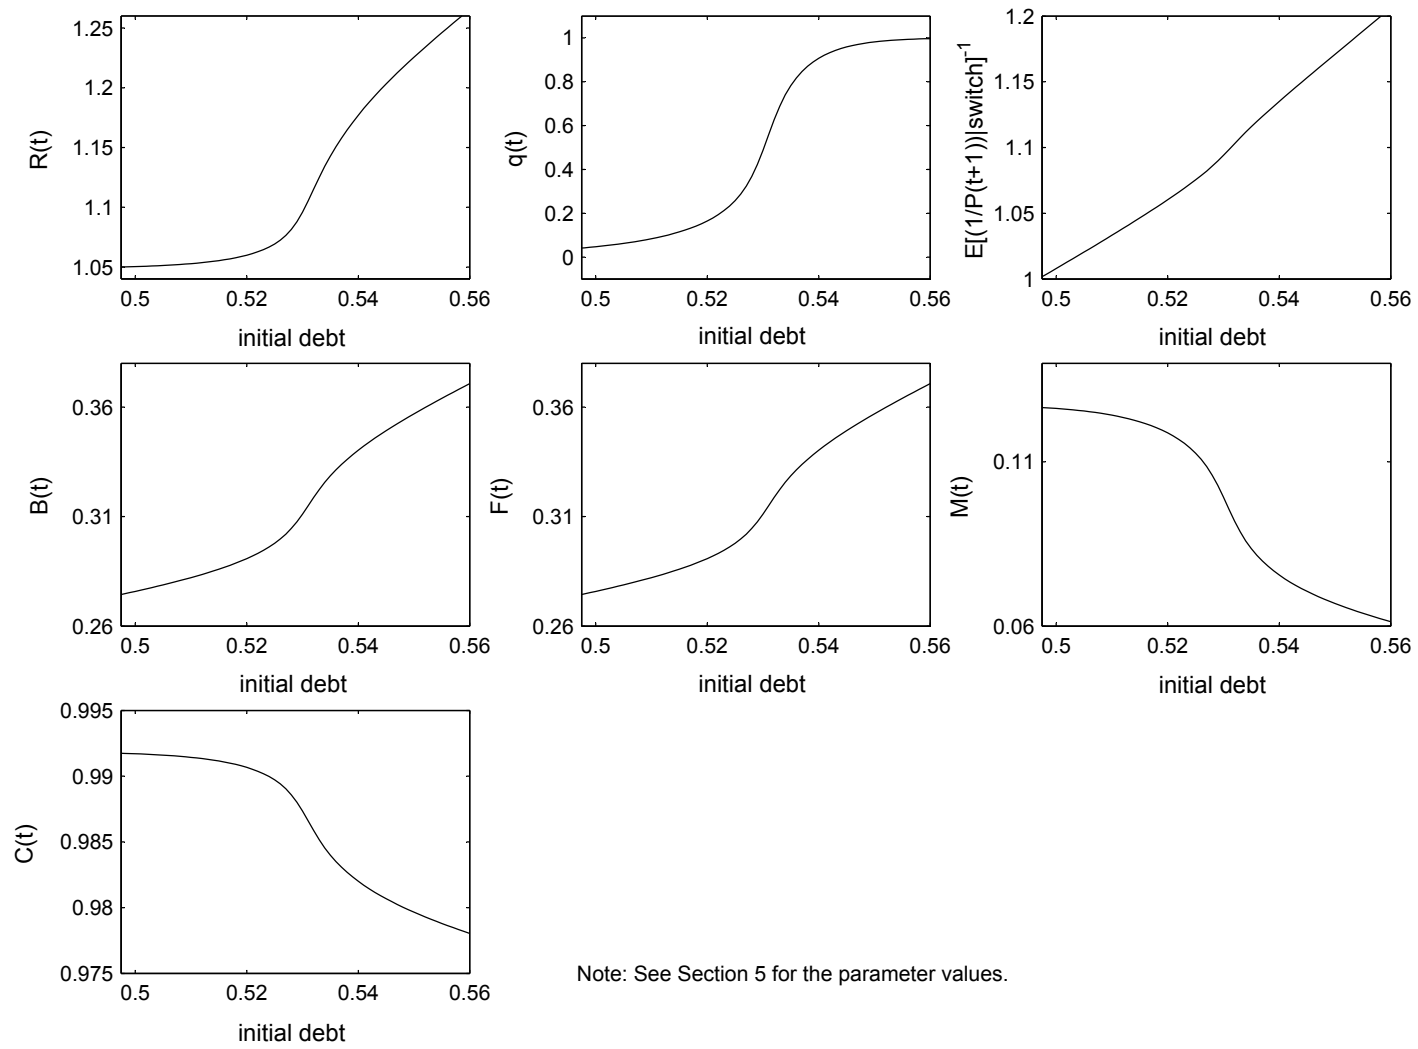 1.25
1.2
1.15
1.1
1.05
R(t)
0.5 0.52 0.54 0.56
initial debt
1
0.8
0.6
0.4
0.2
0
q(t)
0.5 0.52 0.54 0.56
initial debt
1.2
1.15
1.1
1.05
1
E[(1/P(t+1))|switch]^-1
0.5 0.52 0.54 0.56
initial debt
0.36
0.31
0.26
B(t)
0.5 0.52 0.54 0.56
initial debt
0.36
0.31
0.26
F(t)
0.5 0.52 0.54 0.56
initial debt
0.11
0.06
M(t)
0.5 0.52 0.54 0.56
initial debt
0.995
0.99
0.985
0.98
0.975
C(t)
0.5 0.52 0.54 0.56
initial debt
Note: See Section 5 for the parameter values.